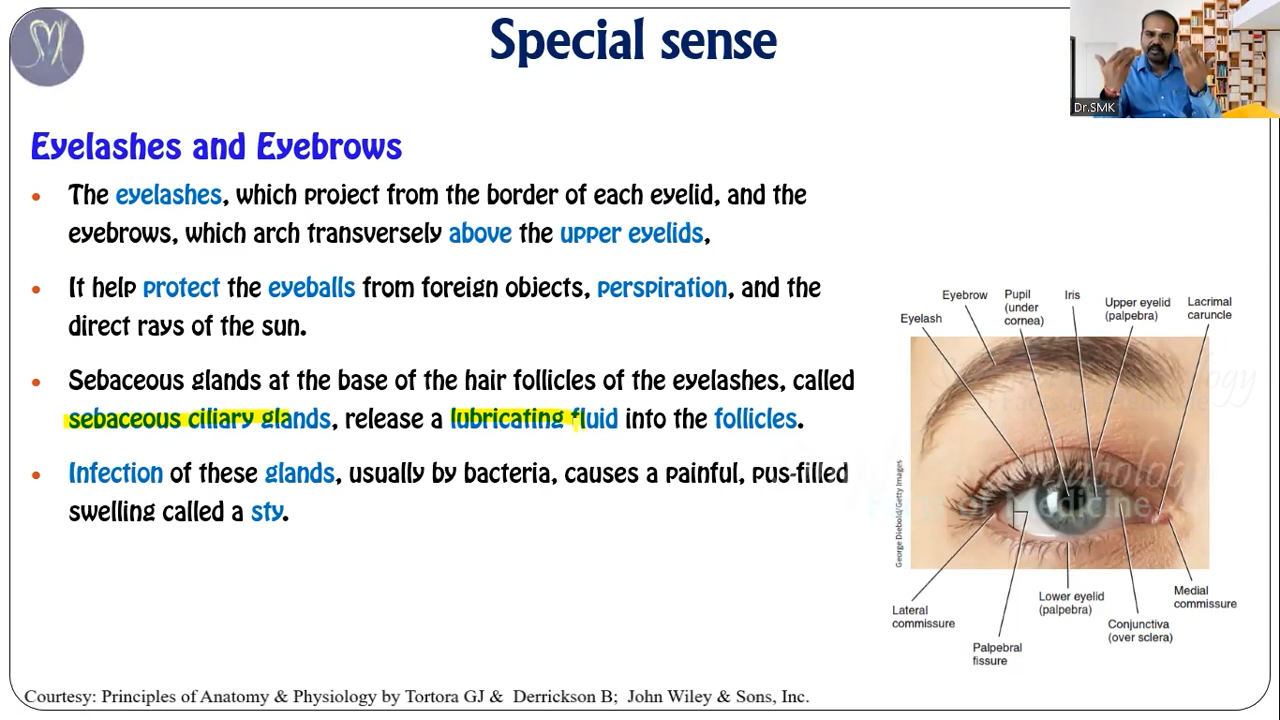 Special sense
Dr.SMK
Eyelashes and Eyebrows
• The eyelashes, which project from the border of each eyelid, and the
eyebrows, which arch transversely above the upper eyelids,
• It help protect the eyeballs from foreign objects, perspiration, and the
direct rays of the sun.
• Sebaceous glands at the base of the hair follicles of the eyelashes, called
sebaceous ciliary glands, release a lubricating fluid into the follicles.
• Infection of these glands, usually by bacteria, causes a painful, pus-filled
swelling called a sty.
Eyelash
Eyebrow
Pupil
(under
cornea)
Iris
Upper eyelid
(palpebra)
Lacrimal
caruncle
George Diebold/Getty Images
of Medicine
Lateral
commissure
Palpebral
fissure
Lower eyelid
(palpebra)
Conjunctiva
(over sclera)
Medial
commissure
Courtesy: Principles of Anatomy & Physiology by Tortora GJ & Derrickson B; John Wiley & Sons, Inc.